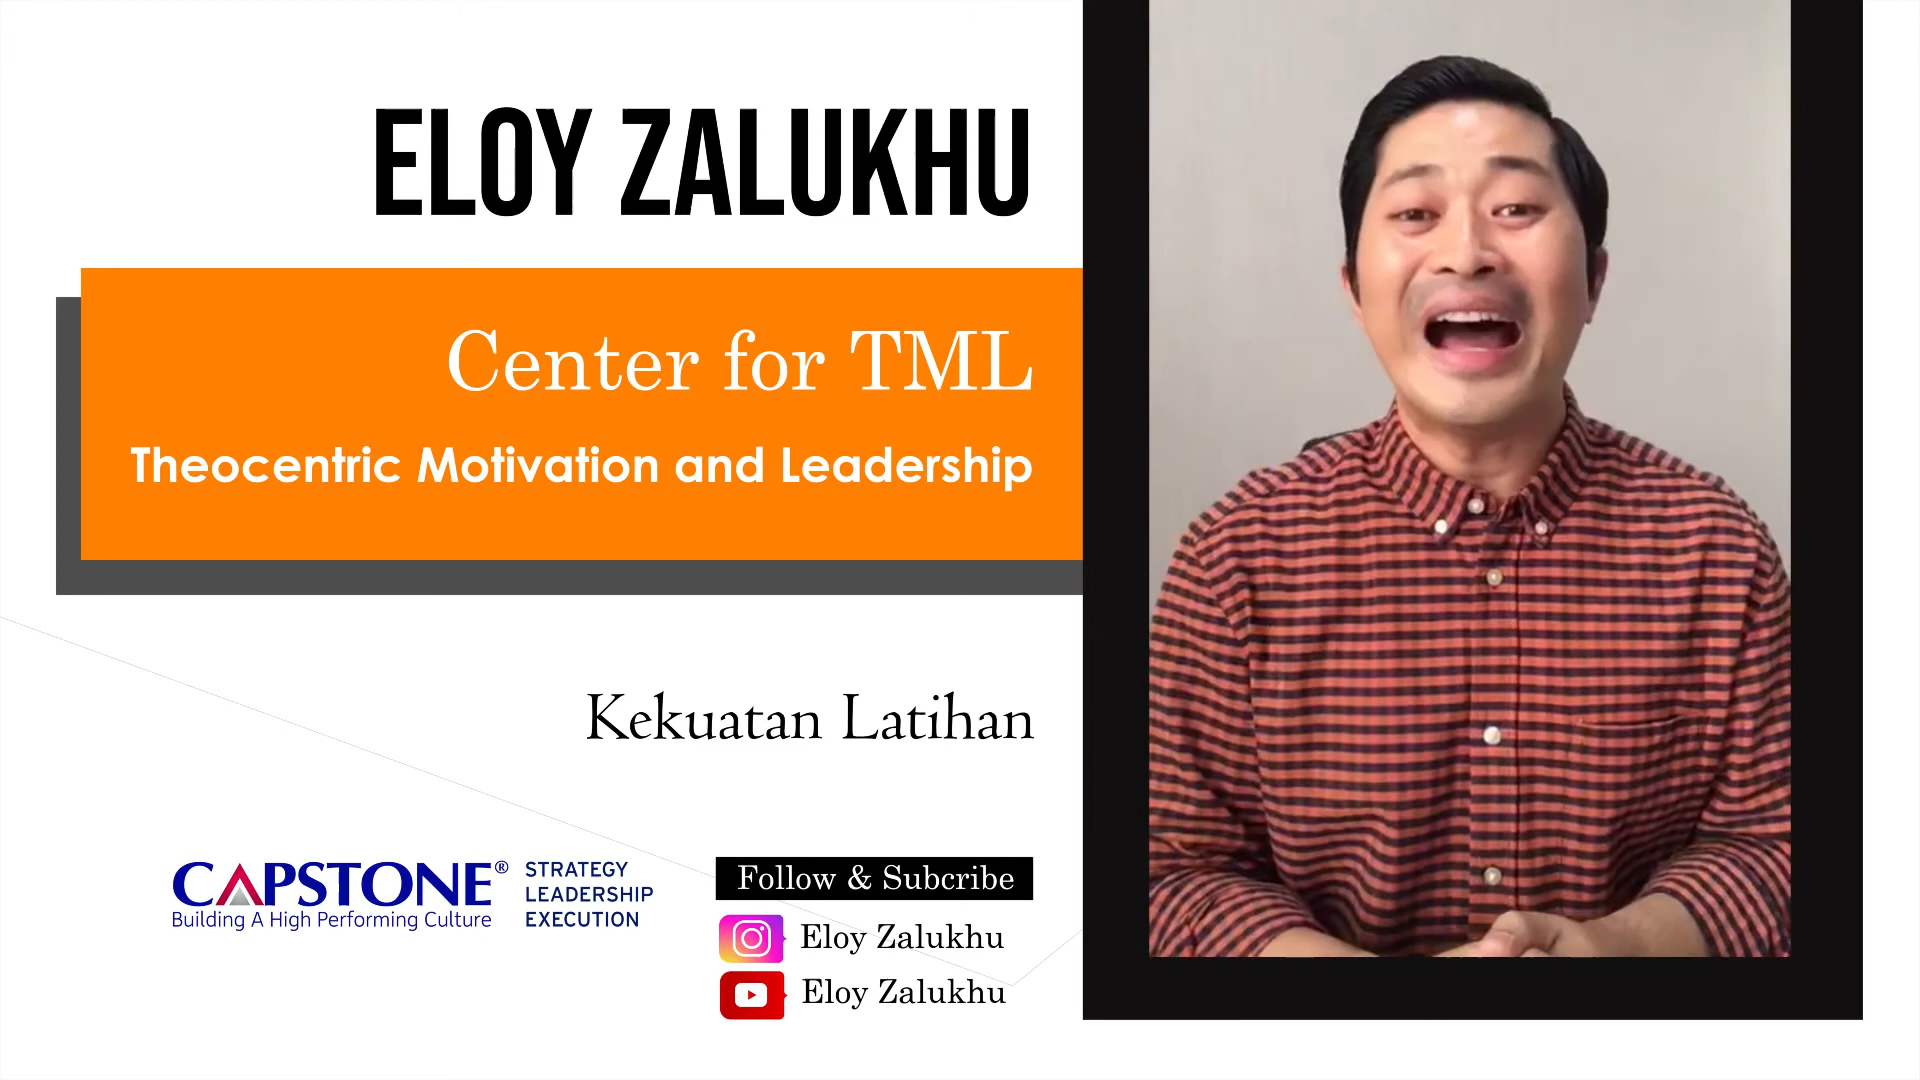 ELOY ZALUKHU
Center for TML
Theocentric Motivation and Leadership
Kekuatan Latihan
CAPSTONE®
Building A High Performing Culture
STRATEGY
LEADERSHIP
EXECUTION
Follow & Subcribe
Eloy Zalukhu
Eloy Zalukhu